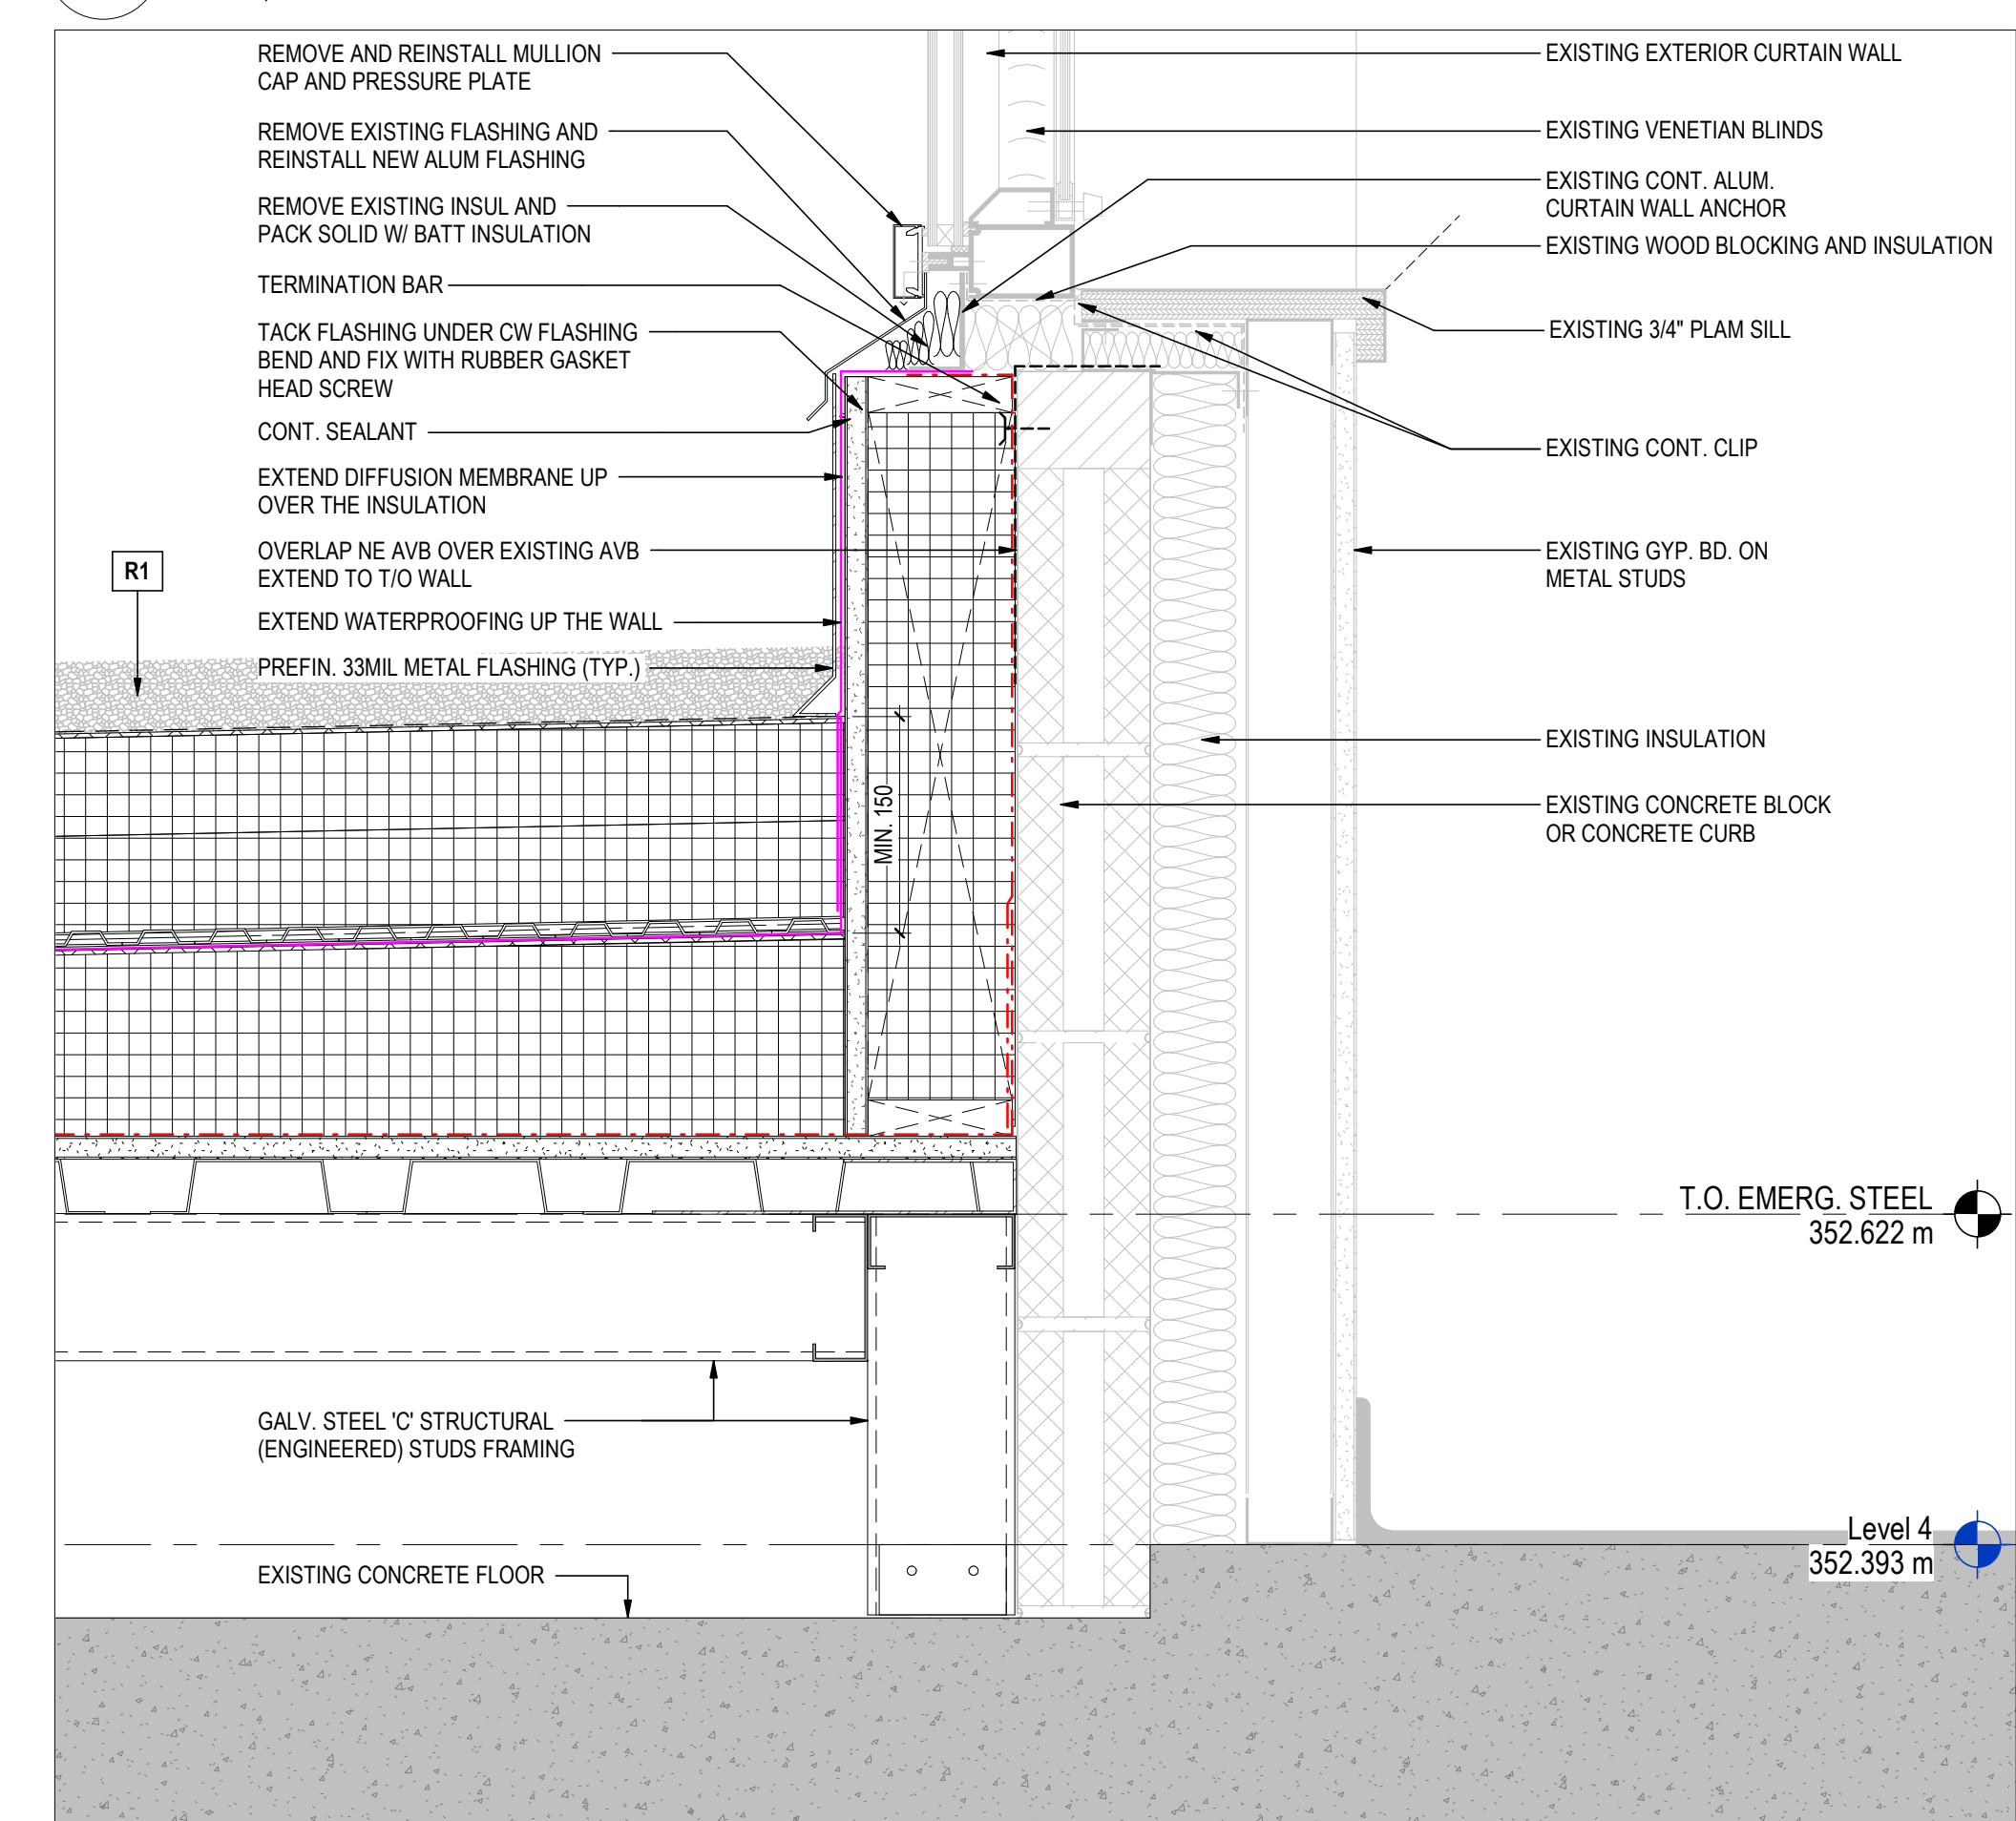 REMOVE AND REINSTALL MULLION
CAP AND PRESSURE PLATE
REMOVE EXISTING FLASHING AND
REINSTALL NEW ALUM FLASHING
REMOVE EXISTING INSUL AND
PACK SOLID W/ BATT INSULATION
TERMINATION BAR
TACK FLASHING UNDER CW FLASHING
BEND AND FIX WITH RUBBER GASKET
HEAD SCREW
CONT. SEALANT
EXTEND DIFFUSION MEMBRANE UP
OVER THE INSULATION
OVERLAP NE AVB OVER EXISTING AVB
EXTEND TO T/O WALL
EXTEND WATERPROOFING UP THE WALL
PREFIN. 33MIL METAL FLASHING (TYP.)
R1
MIN. 150
GALV. STEEL 'C' STRUCTURAL
(ENGINEERED) STUDS FRAMING
EXISTING CONCRETE FLOOR
EXISTING EXTERIOR CURTAIN WALL
EXISTING VENETIAN BLINDS
EXISTING CONT. ALUM.
CURTAIN WALL ANCHOR
EXISTING WOOD BLOCKING AND INSULATION
EXISTING 3/4" PLAM SILL
EXISTING CONT. CLIP
EXISTING GYP. BD. ON
METAL STUDS
EXISTING INSULATION
EXISTING CONCRETE BLOCK
OR CONCRETE CURB
T.O. EMERG. STEEL
352.622 m
Level 4
352.393 m